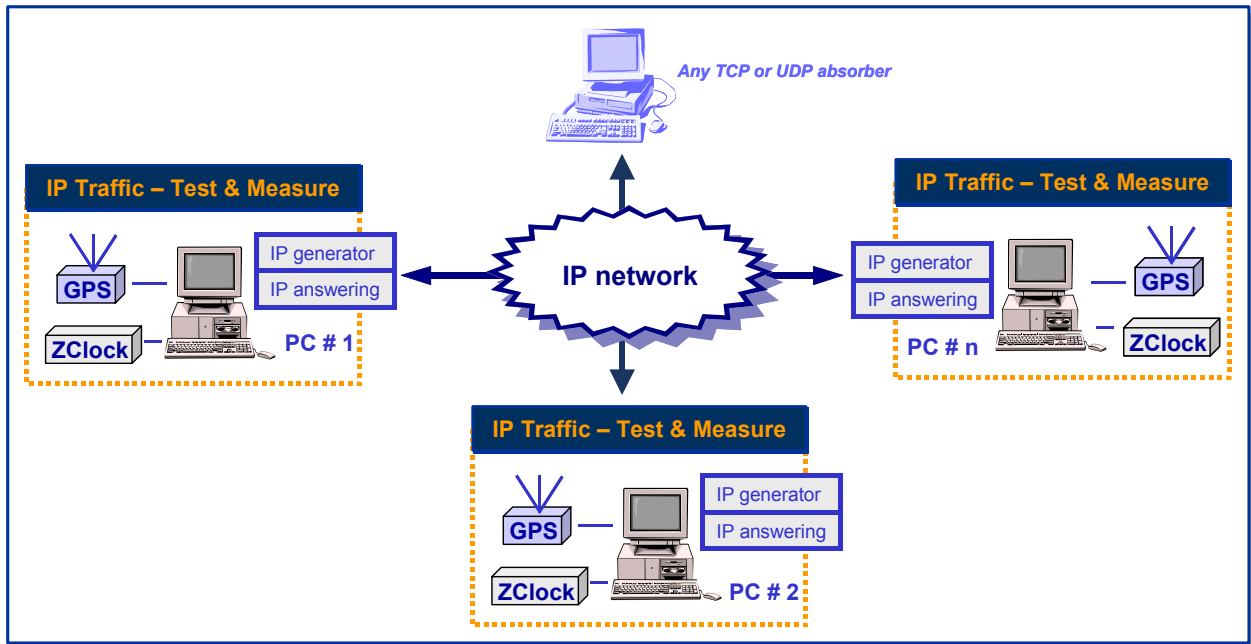 Any TCP or UDP absorber
IP Traffic – Test & Measure
IP generator
IP answering
GPS
ZClock
PC # 1
IP network
IP Traffic – Test & Measure
IP generator
IP answering
GPS
ZClock
PC # n
IP Traffic – Test & Measure
IP generator
IP answering
GPS
ZClock
PC # 2